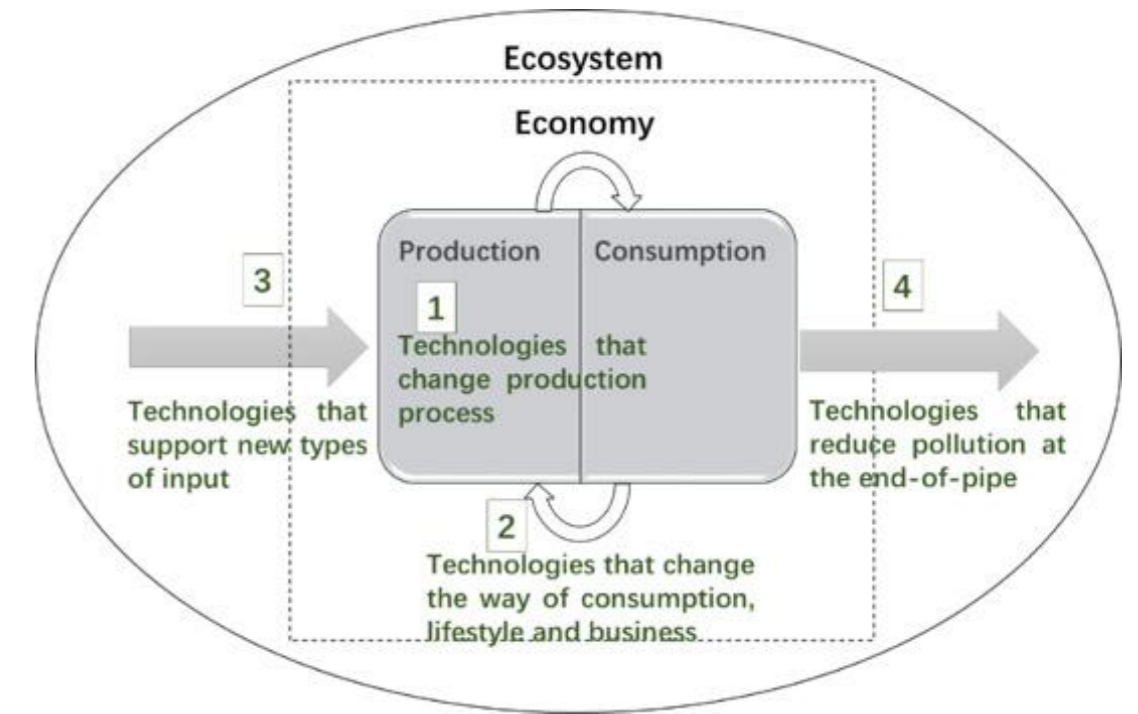 Ecosystem
Economy
Production
Consumption
3
1
4
Technologies that
change production
process
Technologies that
support new types
of input
Technologies that
reduce pollution at
the end-of-pipe
2
Technologies that change
the way of consumption,
lifestyle and business